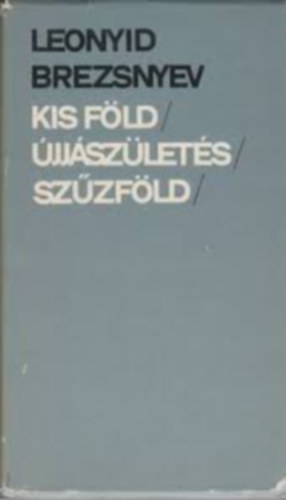 LEONYID
BREZSNYEV
KIS FÖLD/
ÚJJÁSZÜLETÉS/
SZŰZFÖLD/